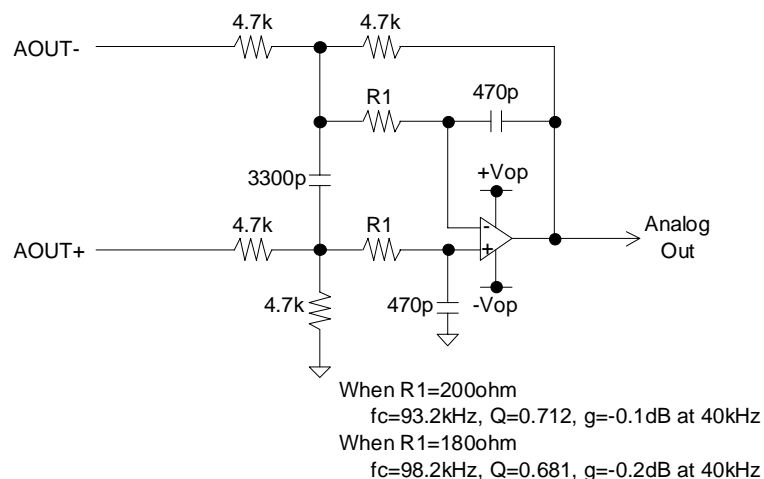 4.7k
4.7k
AOUT-
R1
470p
3300p
+Vop
4.7k
R1
-
+
Analog
Out
AOUT+
4.7k
470p
-Vop
When R1=200ohm
fc=93.2kHz, Q=0.712, g=-0.1dB at 40kHz
When R1=180ohm
fc=98.2kHz, Q=0.681, g=-0.2dB at 40kHz